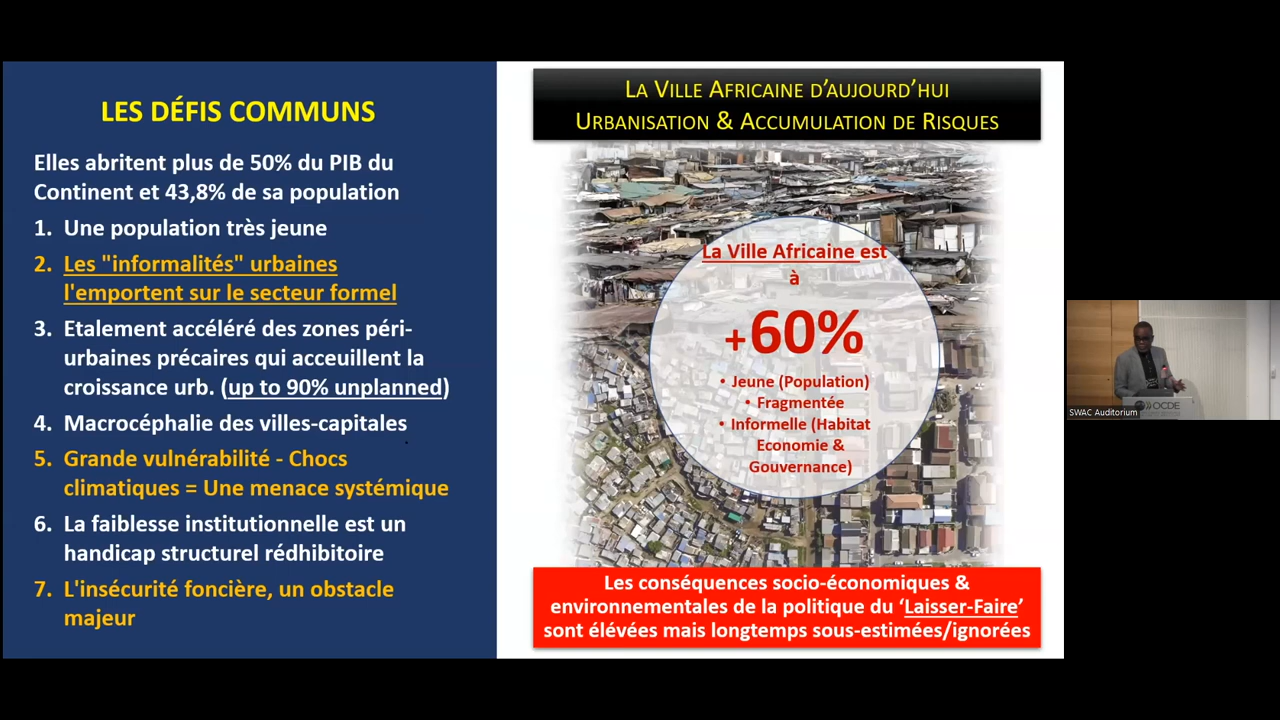 LES DÉFIS COMMUNS
Elles abritent plus de 50% du PIB du
Continent et 43,8% de sa population
1. Une population très jeune
2. Les "informalités" urbaines
l'emportent sur le secteur formel
3. Etalement accéléré des zones péri-
urbaines précaires qui acceuillent la
croissance urb. (up to 90% unplanned)
4. Macrocéphalie des villes-capitales
5. Grande vulnérabilité - Chocs
climatiques = Une menace systémique
6. La faiblesse institutionnelle est un
handicap structurel rédhibitoire
7. L'insécurité foncière, un obstacle
majeur
La Ville Africaine d'aujourd'hui
Urbanisation & Accumulation de Risques
La Ville Africaine est
à
+60%
• Jeune (Population)
• Fragmentée
• Informelle (Habitat
Economie &
Gouvernance)
Les conséquences socio-économiques &
environnementales de la politique du 'Laisser-Faire'
sont élévées mais longtemps sous-estimées/ignorées
OCDE
SWAC Auditorium